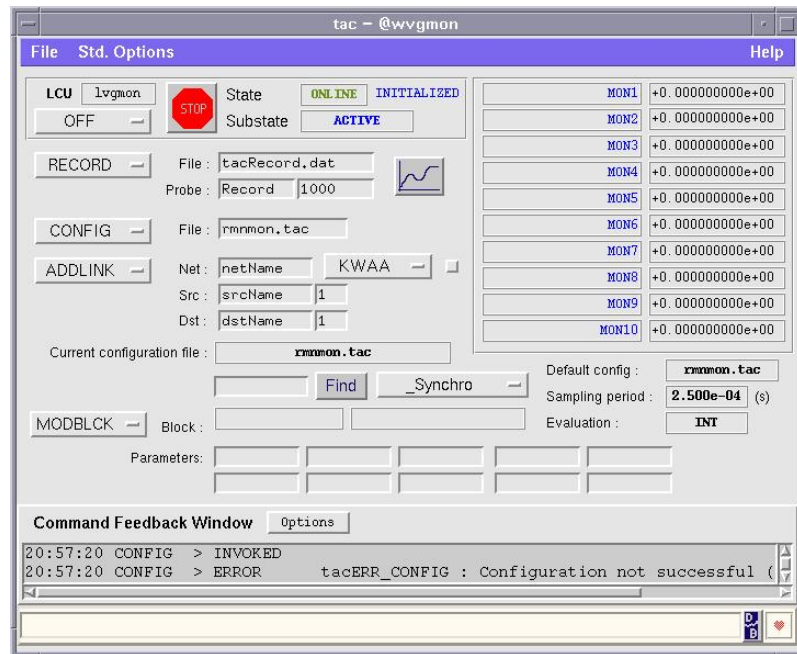 tac - @wvgmon
File Std. Options Help
LCU lvgmon STOP State ONLINE INITIALIZED
OFF Substate ACTIVE
MON1 +0.000000000e+00
MON2 +0.000000000e+00
MON3 +0.000000000e+00
MON4 +0.000000000e+00
MON5 +0.000000000e+00
MON6 +0.000000000e+00
MON7 +0.000000000e+00
MON8 +0.000000000e+00
MON9 +0.000000000e+00
MON10 +0.000000000e+00
RECORD File : tacRecord.dat
Probe : Record 1000
CONFIG File : rmnmon.tac
ADDLINK Net : netName KWAA
Src : srcName 1
Dst : dstName 1
Current configuration file : rmnmon.tac
Find _Synchro
Default config : rmnmon.tac
Sampling period : 2.500e-04 (s)
Evaluation : INT
MODBLCK Block :
Parameters:
Command Feedback Window Options
20:57:20 CONFIG > INVOKED
20:57:20 CONFIG > ERROR tacERR_CONFIG : Configuration not successful (
D B